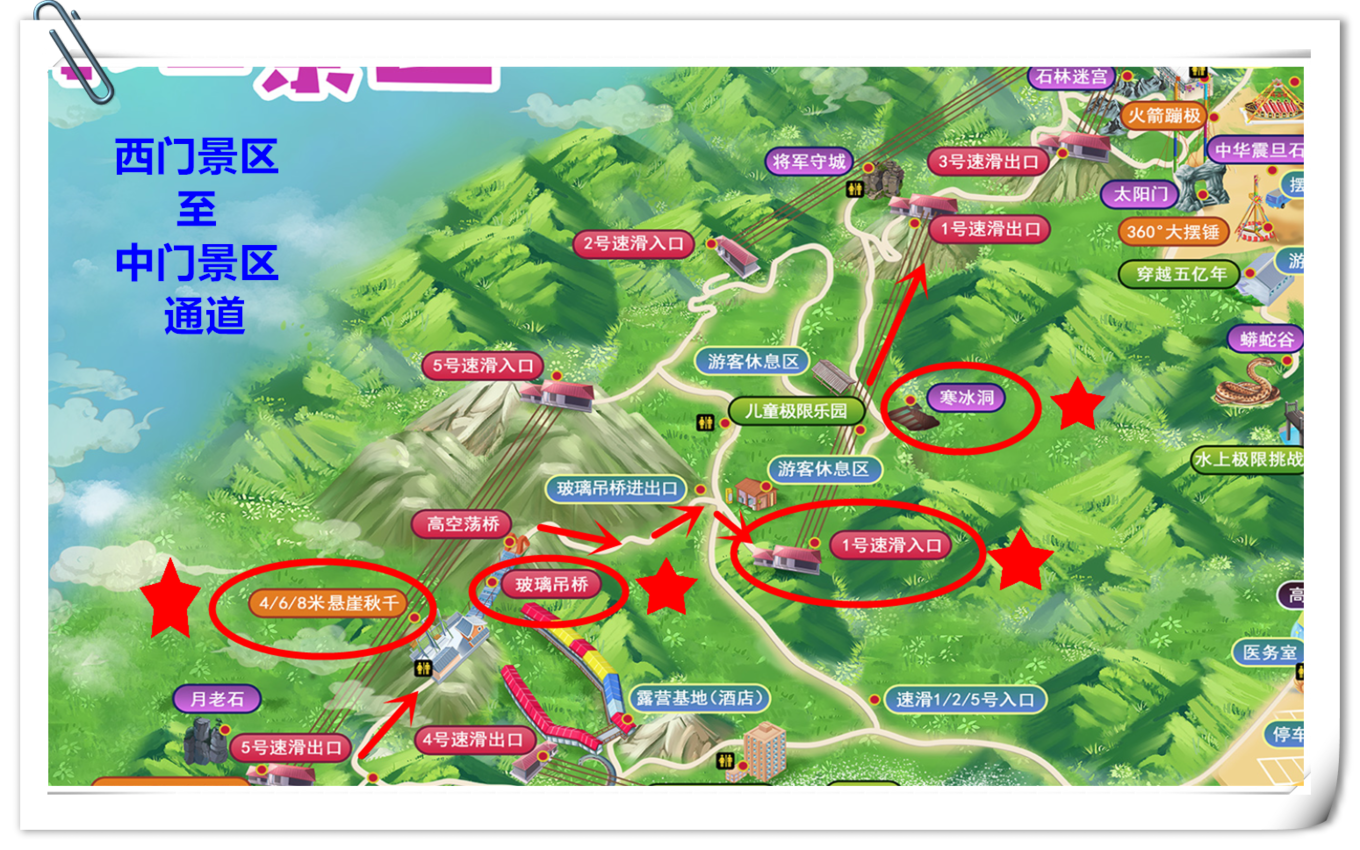 西门景区
至
中门景区
通道
石林迷宫
火箭蹦极
将军守城
3号速滑出口
中华震旦石
摆
太阳门
2号速滑入口
1号速滑出口
360°大摆锤
游
穿越五亿年
5号速滑入口
游客休息区
蟒蛇谷
寒冰洞
儿童极限乐园
水上极限挑战
游客休息区
玻璃吊桥进出口
高空荡桥
1号速滑入口
玻璃吊桥
4/6/8米悬崖秋千
高
医务室
月老石
露营基地(酒店)
速滑1/2/5号入口
5号速滑出口
4号速滑出口
停车